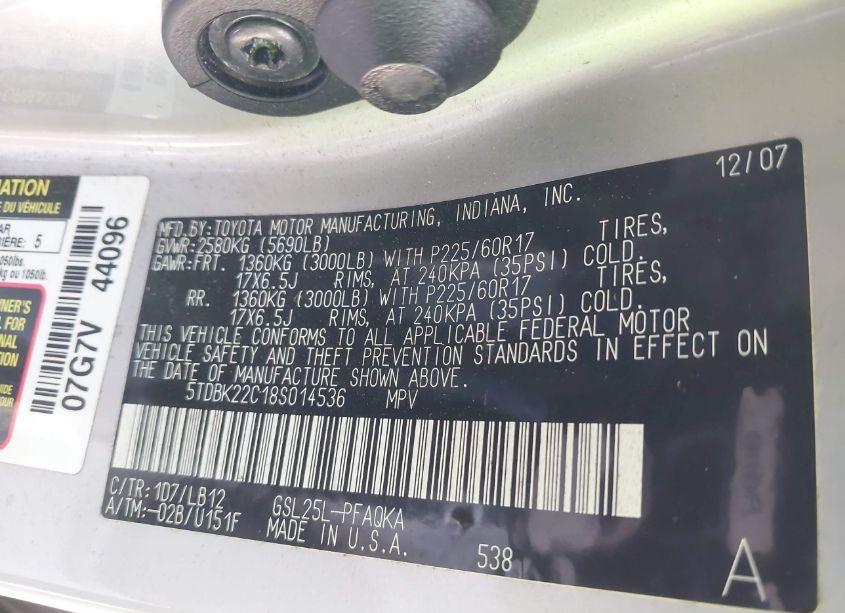 12/07
MFD.BY:TOYOTA MOTOR MANUFACTURING, INDIANA, INC.
GVWR:2580KG (5690LB)
GAWR:FRT. 1360KG (3000LB) WITH P225/60R17 TIRES,
17X6.5J RIMS, AT 240KPA (35PSI) COLD.
RR. 1360KG (3000LB) WITH P225/60R17 TIRES,
17X6.5J RIMS, AT 240KPA (35PSI) COLD.
THIS VEHICLE CONFORMS TO ALL APPLICABLE FEDERAL MOTOR
VEHICLE SAFETY AND THEFT PREVENTION STANDARDS IN EFFECT ON
THE DATE OF MANUFACTURE SHOWN ABOVE.
5TDBK22C18S014536 MPV
C/TR: 1D7/LB12
A/TM:-02B/U151F
GSL25L-PFAQKA
MADE IN U.S.A.
538
A
DU VÉHICULE
5
kg ou 1050lb.
07G7V 44096